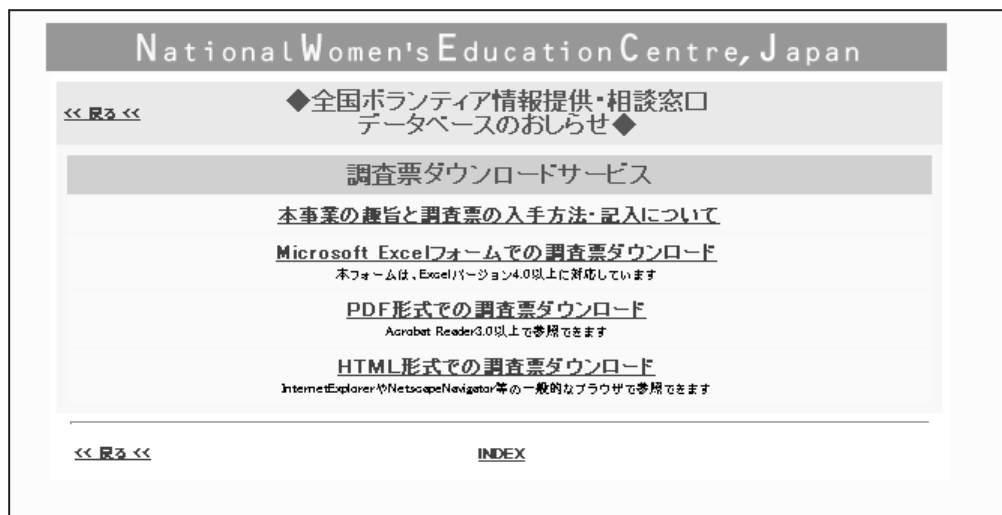 National Women's Education Centre, Japan
<< 戻る <<
◆全国ボランティア情報提供・相談窓口
データベースのおしらせ◆
調査票ダウンロードサービス
本事業の趣旨と調査票の入手方法・記入について
Microsoft Excelフォームでの調査票ダウンロード
本フォームは、Excelバージョン4.0以上に対応しています
PDF形式での調査票ダウンロード
Acrobat Reader3.0以上で参照できます
HTML形式での調査票ダウンロード
InternetExplorerやNetscapeNavigator等の一般的なブラウザで参照できます
<< 戻る <<
INDEX